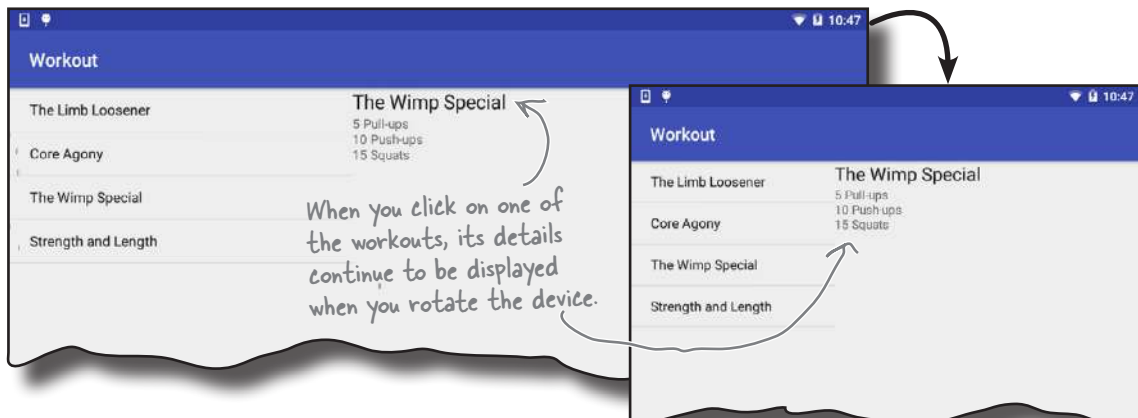 10:47
Workout
The Limb Loosener
Core Agony
The Wimp Special
Strength and Length
The Wimp Special
5 Pull-ups
10 Push-ups
15 Squats
When you click on one of
the workouts, its details
continue to be displayed
when you rotate the device.
10:47
Workout
The Limb Loosener
Core Agony
The Wimp Special
Strength and Length
The Wimp Special
5 Pull-ups
10 Push-ups
15 Squats